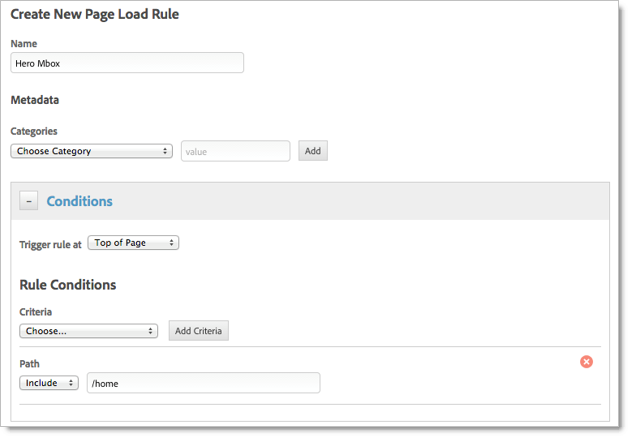 Create New Page Load Rule
Name
Hero Mbox
Metadata
Categories
Choose Category value Add
– Conditions
Trigger rule at Top of Page
Rule Conditions
Criteria
Choose... Add Criteria
Path
Include /home